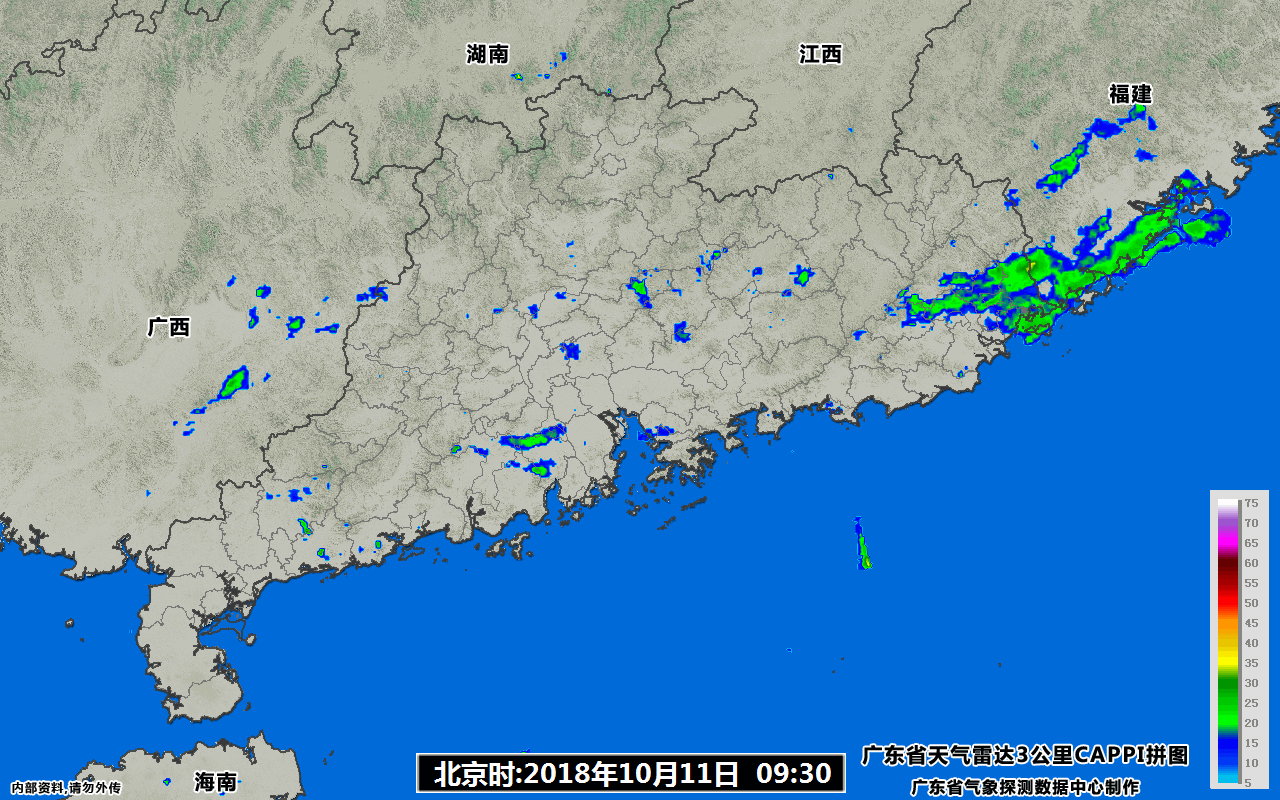 湖南
江西
福建
广西
75
70
65
60
55
50
45
40
35
30
25
20
15
10
5
广东省天气雷达3公里CAPPI拼图
北京时:2018年10月11日 09:30
海南
内部资料,请勿外传
广东省气象探测数据中心制作